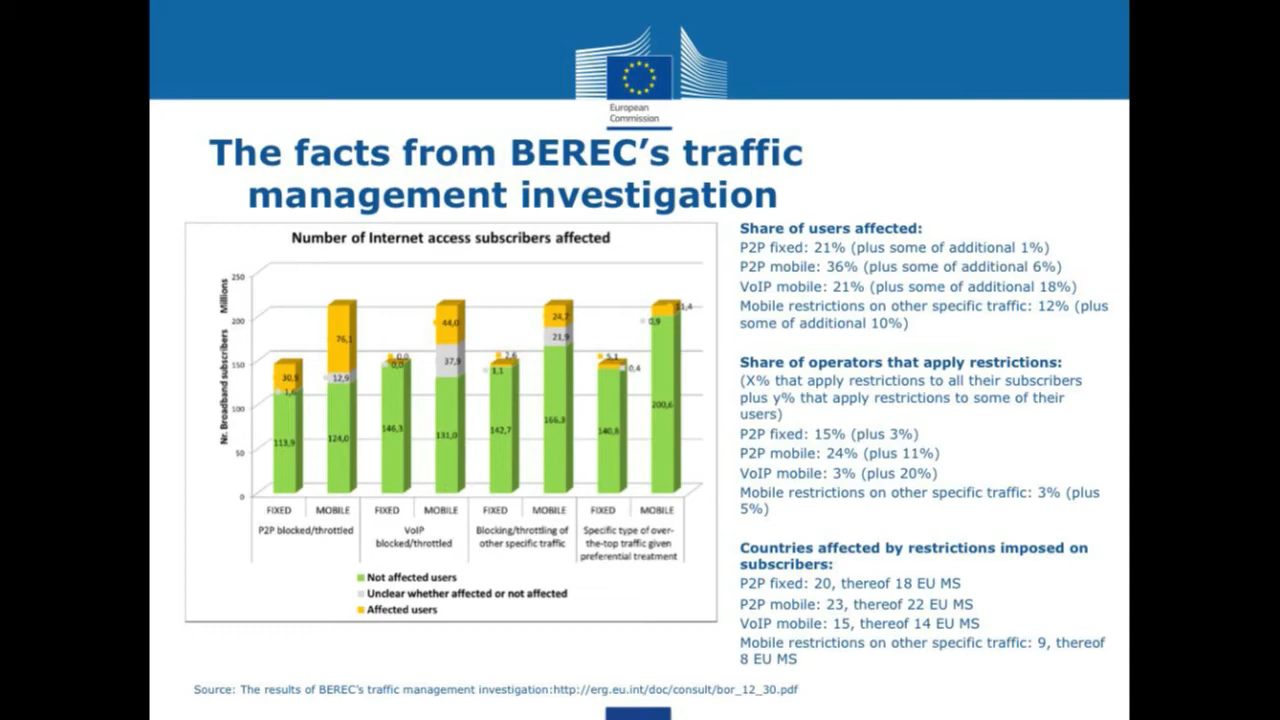 European
Commission
The facts from BEREC's traffic
management investigation
Number of Internet access subscribers affected
Nr. Broadband subscribers Millions
250
200
150
100
50
0
30,9
1,6
113,9
76,1
12,9
124,0
0,0
0,0
146,3
44,0
37,9
131,0
2,6
1,1
142,7
24,7
21,9
166,3
5,1
0,4
140,8
11,4
0,9
200,6
FIXED MOBILE FIXED MOBILE FIXED MOBILE FIXED MOBILE
P2P blocked/throttled
VoIP
blocked/throttled
Blocking/throttling of
other specific traffic
Specific type of over-
the-top traffic given
preferential treatment
Not affected users
Unclear whether affected or not affected
Affected users
Share of users affected:
P2P fixed: 21% (plus some of additional 1%)
P2P mobile: 36% (plus some of additional 6%)
VoIP mobile: 21% (plus some of additional 18%)
Mobile restrictions on other specific traffic: 12% (plus
some of additional 10%)
Share of operators that apply restrictions:
(X% that apply restrictions to all their subscribers
plus y% that apply restrictions to some of their
users)
P2P fixed: 15% (plus 3%)
P2P mobile: 24% (plus 11%)
VoIP mobile: 3% (plus 20%)
Mobile restrictions on other specific traffic: 3% (plus
5%)
Countries affected by restrictions imposed on
subscribers:
P2P fixed: 20, thereof 18 EU MS
P2P mobile: 23, thereof 22 EU MS
VoIP mobile: 15, thereof 14 EU MS
Mobile restrictions on other specific traffic: 9, thereof
8 EU MS
Source: The results of BEREC's traffic management investigation:http://erg.eu.int/doc/consult/bor_12_30.pdf